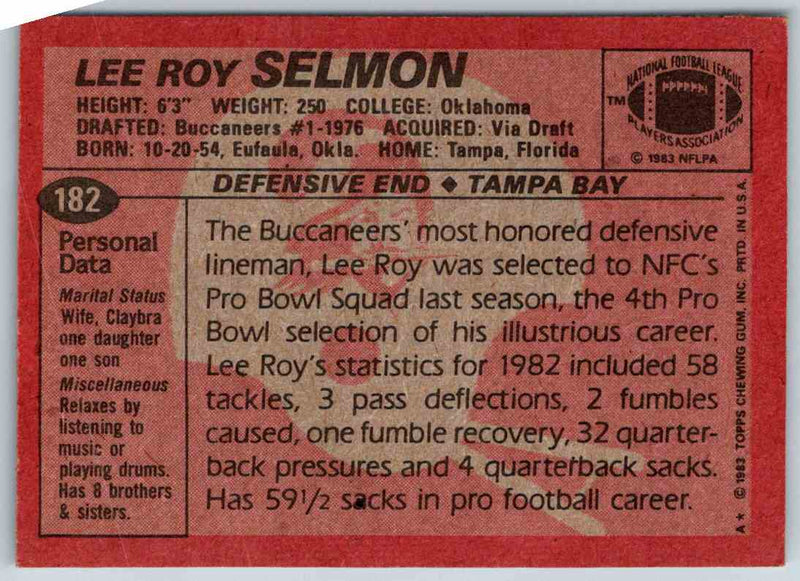 LEE ROY SELMON
HEIGHT: 6'3" WEIGHT: 250 COLLEGE: Oklahoma
DRAFTED: Buccaneers #1-1976 ACQUIRED: Via Draft
BORN: 10-20-54, Eufaula, Okla. HOME: Tampa, Florida
NATIONAL FOOTBALL LEAGUE
TM
PLAYERS ASSOCIATION
© 1983 NFLPA
182
DEFENSIVE END ◆ TAMPA BAY
Personal
Data
Marital Status
Wife, Claybra
one daughter
one son
Miscellaneous
Relaxes by
listening to
music or
playing drums.
Has 8 brothers
& sisters.
The Buccaneers' most honored defensive
lineman, Lee Roy was selected to NFC's
Pro Bowl Squad last season, the 4th Pro
Bowl selection of his illustrious career.
Lee Roy's statistics for 1982 included 58
tackles, 3 pass deflections, 2 fumbles
caused, one fumble recovery, 32 quarter-
back pressures and 4 quarterback sacks.
Has 59 1/2 sacks in pro football career.
A* © 1983 TOPPS CHEWING GUM, INC. PRTD. IN U.S.A.